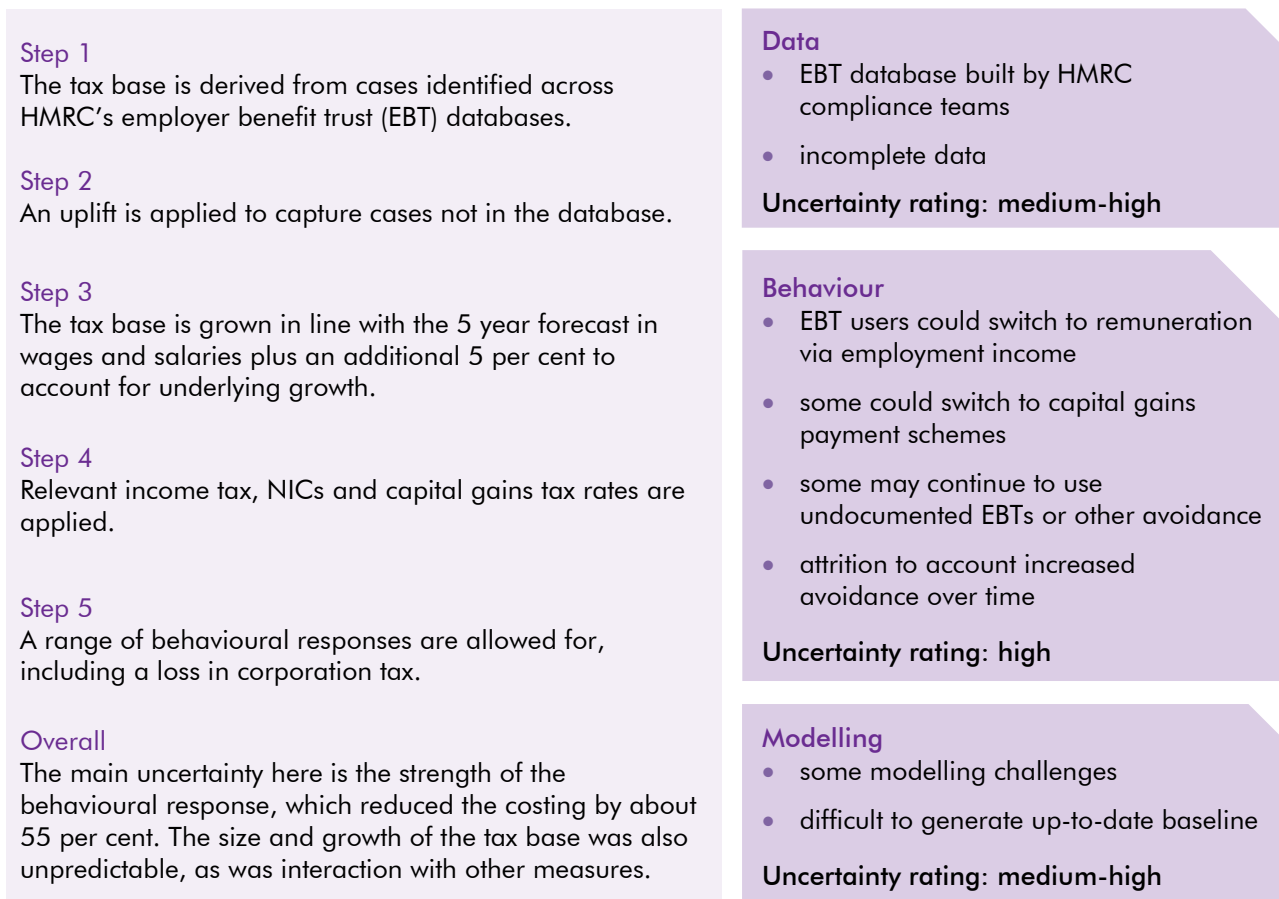 Step 1
The tax base is derived from cases identified across
HMRC’s employer benefit trust (EBT) databases.
Step 2
An uplift is applied to capture cases not in the database.
Step 3
The tax base is grown in line with the 5 year forecast in
wages and salaries plus an additional 5 per cent to
account for underlying growth.
Step 4
Relevant income tax, NICs and capital gains tax rates are
applied.
Step 5
A range of behavioural responses are allowed for,
including a loss in corporation tax.
Overall
The main uncertainty here is the strength of the
behavioural response, which reduced the costing by about
55 per cent. The size and growth of the tax base was also
unpredictable, as was interaction with other measures.
Data
• EBT database built by HMRC
compliance teams
• incomplete data
Uncertainty rating: medium-high
Behaviour
• EBT users could switch to remuneration
via employment income
• some could switch to capital gains
payment schemes
• some may continue to use
undocumented EBTs or other avoidance
• attrition to account increased
avoidance over time
Uncertainty rating: high
Modelling
• some modelling challenges
• difficult to generate up-to-date baseline
Uncertainty rating: medium-high